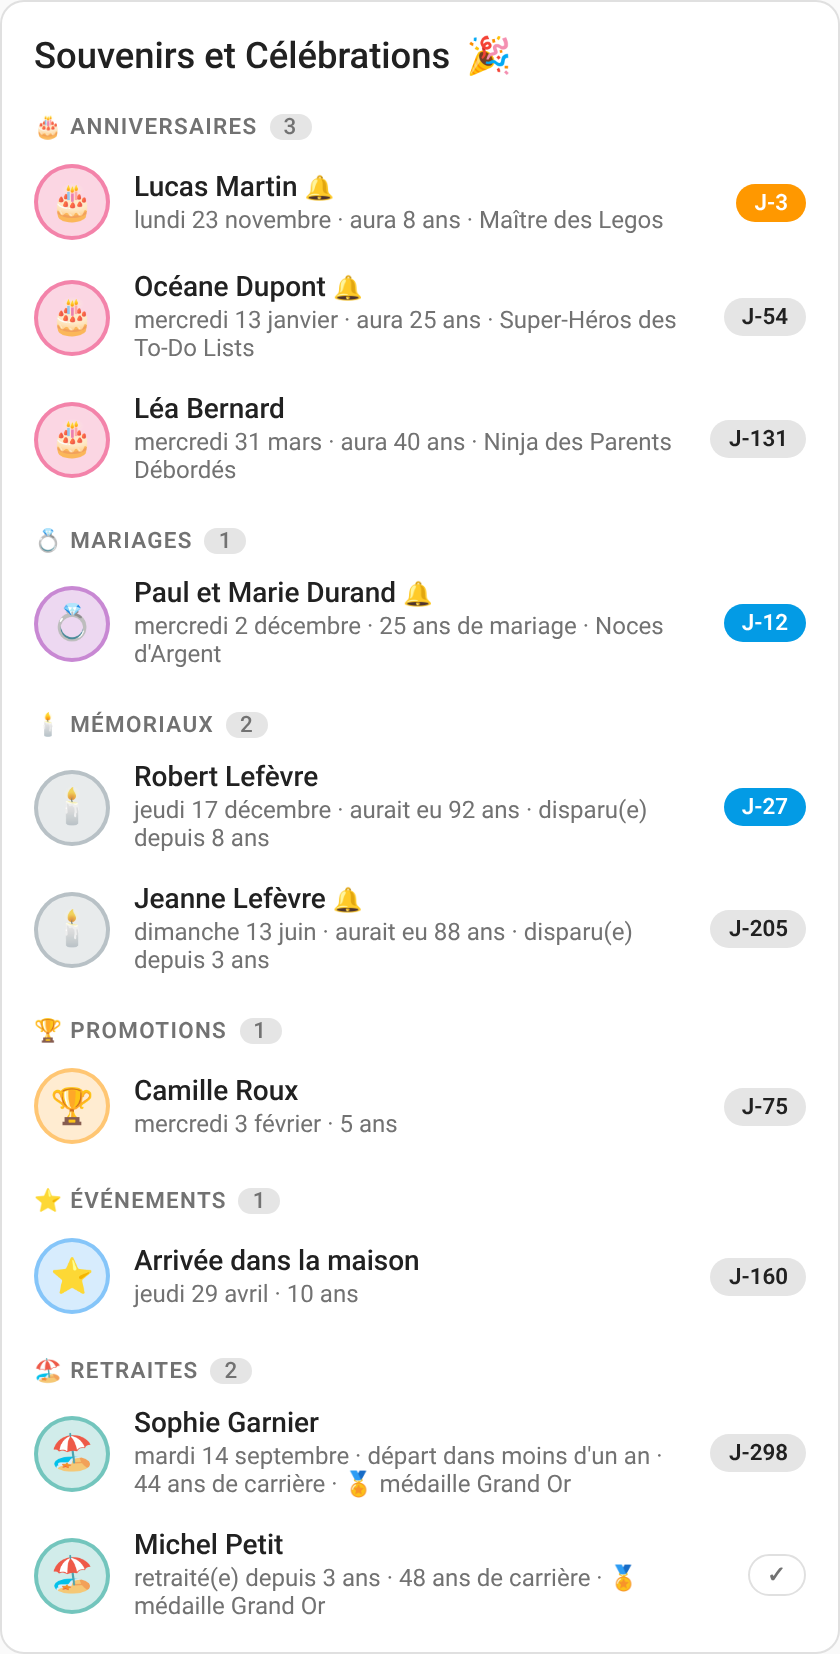 Souvenirs et Célébrations 🎉
🎂 ANNIVERSAIRES 3
Lucas Martin 🔔
lundi 23 novembre · aura 8 ans · Maître des Legos
J-3
Océane Dupont 🔔
mercredi 13 janvier · aura 25 ans · Super-Héros des
To-Do Lists
J-54
Léa Bernard
mercredi 31 mars · aura 40 ans · Ninja des Parents
Débordés
J-131
💍 MARIAGES 1
Paul et Marie Durand 🔔
mercredi 2 décembre · 25 ans de mariage · Noces
d'Argent
J-12
🕯️ MÉMORIAUX 2
Robert Lefèvre
jeudi 17 décembre · aurait eu 92 ans · disparu(e)
depuis 8 ans
J-27
Jeanne Lefèvre 🔔
dimanche 13 juin · aurait eu 88 ans · disparu(e)
depuis 3 ans
J-205
🏆 PROMOTIONS 1
Camille Roux
mercredi 3 février · 5 ans
J-75
⭐ ÉVÉNEMENTS 1
Arrivée dans la maison
jeudi 29 avril · 10 ans
J-160
🏖️ RETRAITES 2
Sophie Garnier
mardi 14 septembre · départ dans moins d'un an ·
44 ans de carrière · 🏅 médaille Grand Or
J-298
Michel Petit
retraité(e) depuis 3 ans · 48 ans de carrière · 🏅
médaille Grand Or
✓